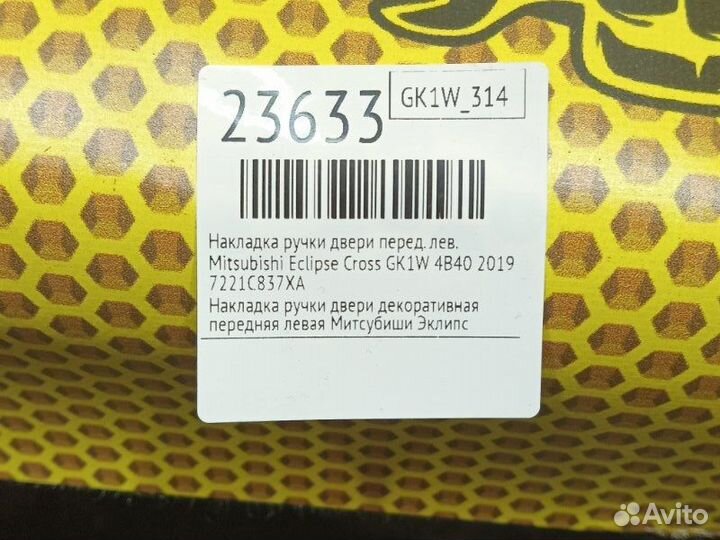 23633
GK1W_314
Накладка ручки двери перед. лев.
Mitsubishi Eclipse Cross GK1W 4B40 2019
7221C837XA
Накладка ручки двери декоративная
передняя левая Митсубиши Эклипс
Avito